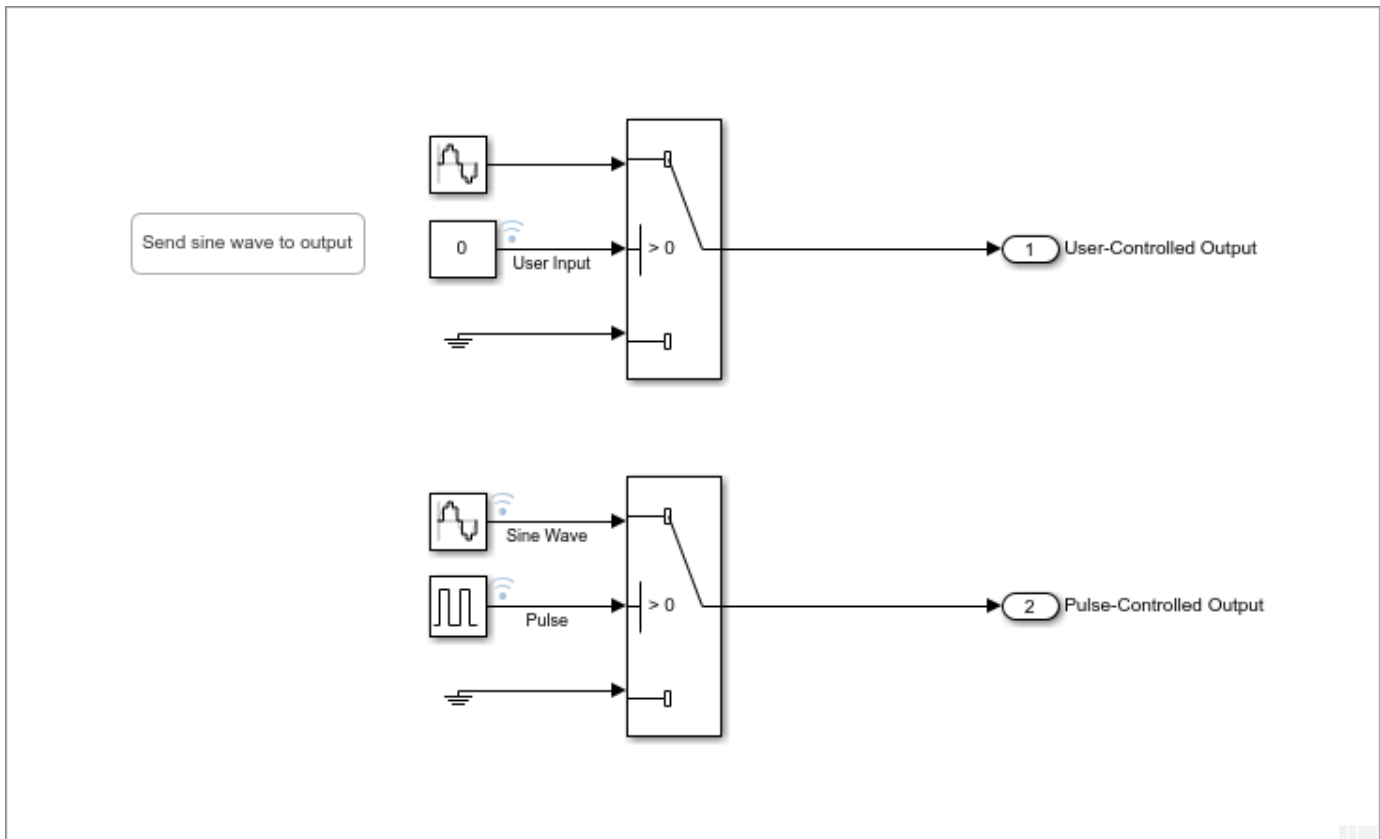 Send sine wave to output
0
User Input
> 0
1
User-Controlled Output
Sine Wave
Pulse
> 0
2
Pulse-Controlled Output